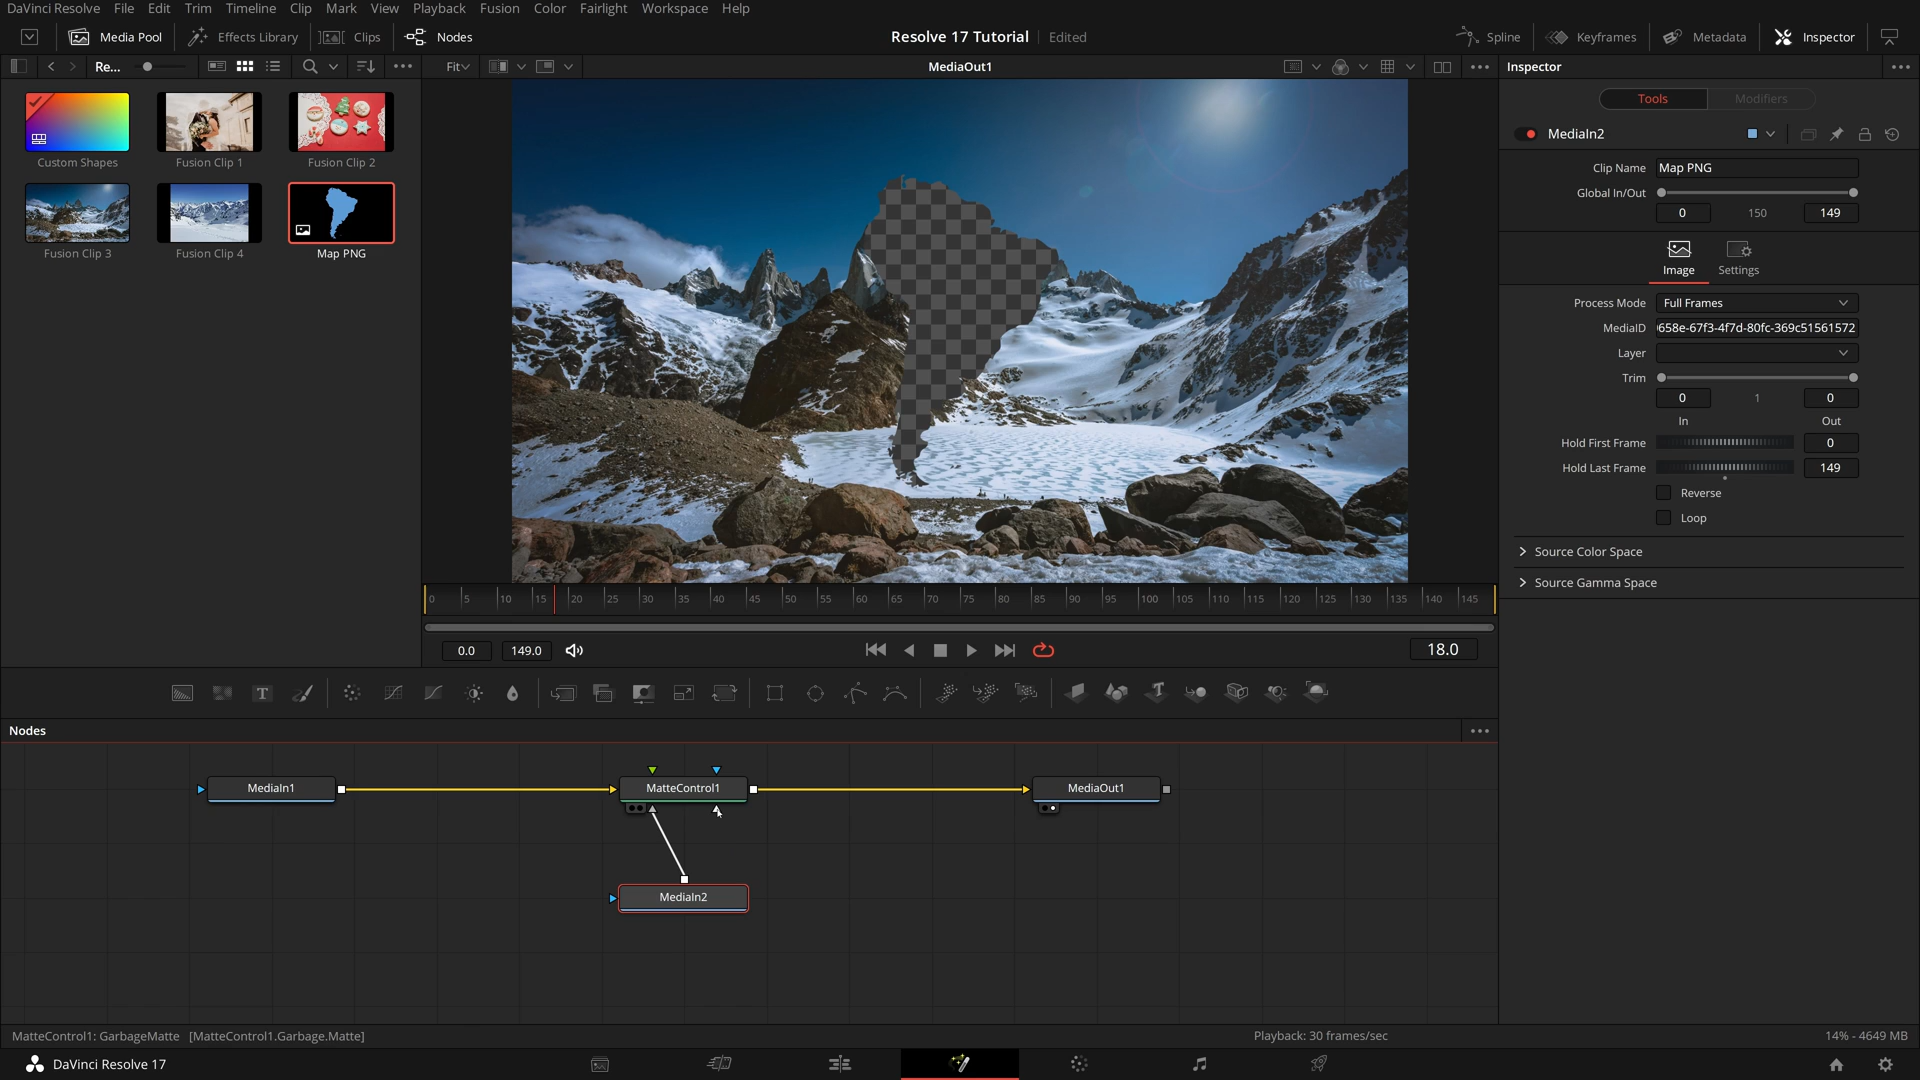 DaVinci Resolve File Edit Trim Timeline Clip Mark View Playback Fusion Color Fairlight Workspace Help
Media Pool Effects Library Clips Nodes Resolve 17 Tutorial Edited Spline Keyframes Metadata Inspector
Re... Fit MediaOut1 Inspector
Tools Modifiers
MediaIn2
Custom Shapes Fusion Clip 1 Fusion Clip 2
Fusion Clip 3 Fusion Clip 4 Map PNG
Clip Name Map PNG
Global In/Out
0 150 149
Image Settings
Process Mode Full Frames
MediaID 658e-67f3-4f7d-80fc-369c51561572
Layer
Trim
0 1 0
In Out
Hold First Frame 0
Hold Last Frame 149
Reverse
Loop
Source Color Space
Source Gamma Space
0 5 10 15 20 25 30 35 40 45 50 55 60 65 70 75 80 85 90 95 100 105 110 115 120 125 130 135 140 145
0.0 149.0 18.0
T T
Nodes
MediaIn1 MatteControl1 MediaOut1
MediaIn2
MatteControl1: GarbageMatte [MatteControl1.Garbage.Matte] Playback: 30 frames/sec 14% - 4649 MB
DaVinci Resolve 17